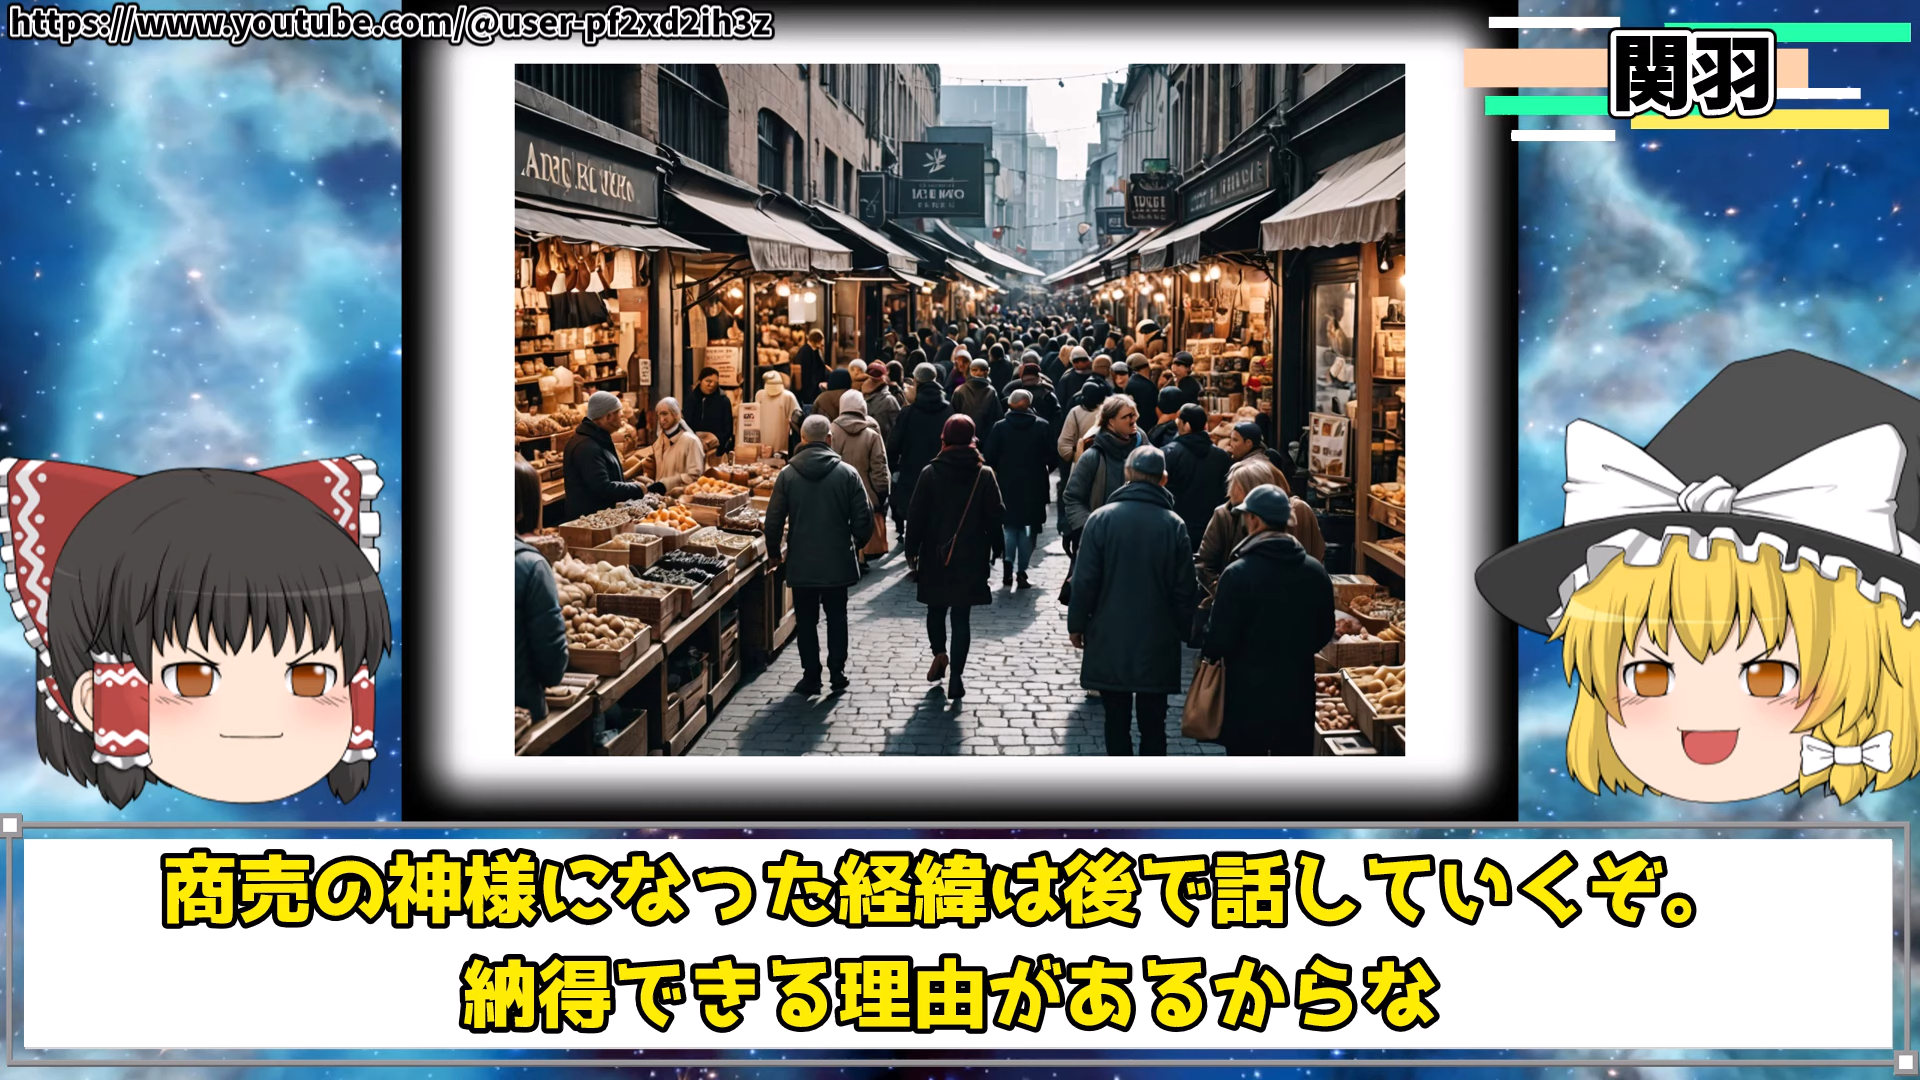 https://www.youtube.com/@user-pf2xd2ih3z
関羽
商売の神様になった経緯は後で話していくぞ。
納得できる理由があるからな